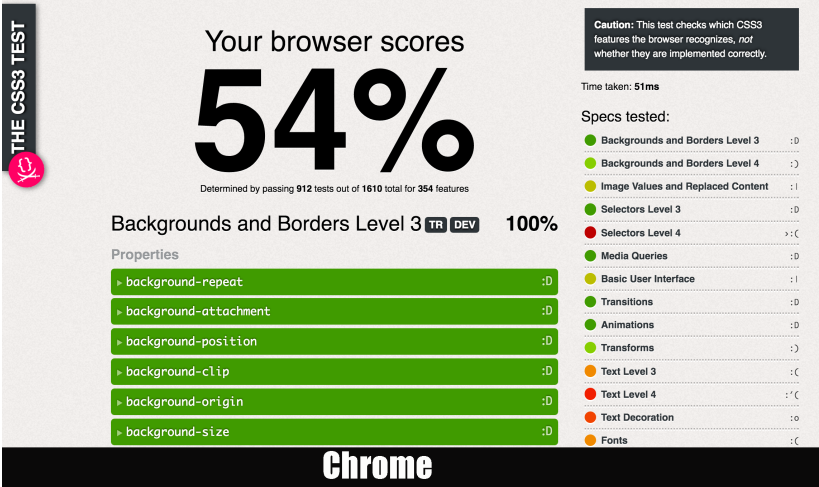 THE CSS3 TEST
Your browser scores
54%
Determined by passing 912 tests out of 1610 total for 354 features
Backgrounds and Borders Level 3 TR DEV 100%
Properties
▸ background-repeat :D
▸ background-attachment :D
▸ background-position :D
▸ background-clip :D
▸ background-origin :D
▸ background-size :D
Caution: This test checks which CSS3
features the browser recognizes, not
whether they are implemented correctly.
Time taken: 51ms
Specs tested:
Backgrounds and Borders Level 3 :D
Backgrounds and Borders Level 4 :)
Image Values and Replaced Content :|
Selectors Level 3 :D
Selectors Level 4 >:(
Media Queries :D
Basic User Interface :|
Transitions :D
Animations :D
Transforms :)
Text Level 3 :(
Text Level 4 :'(
Text Decoration :o
Fonts :(
Chrome